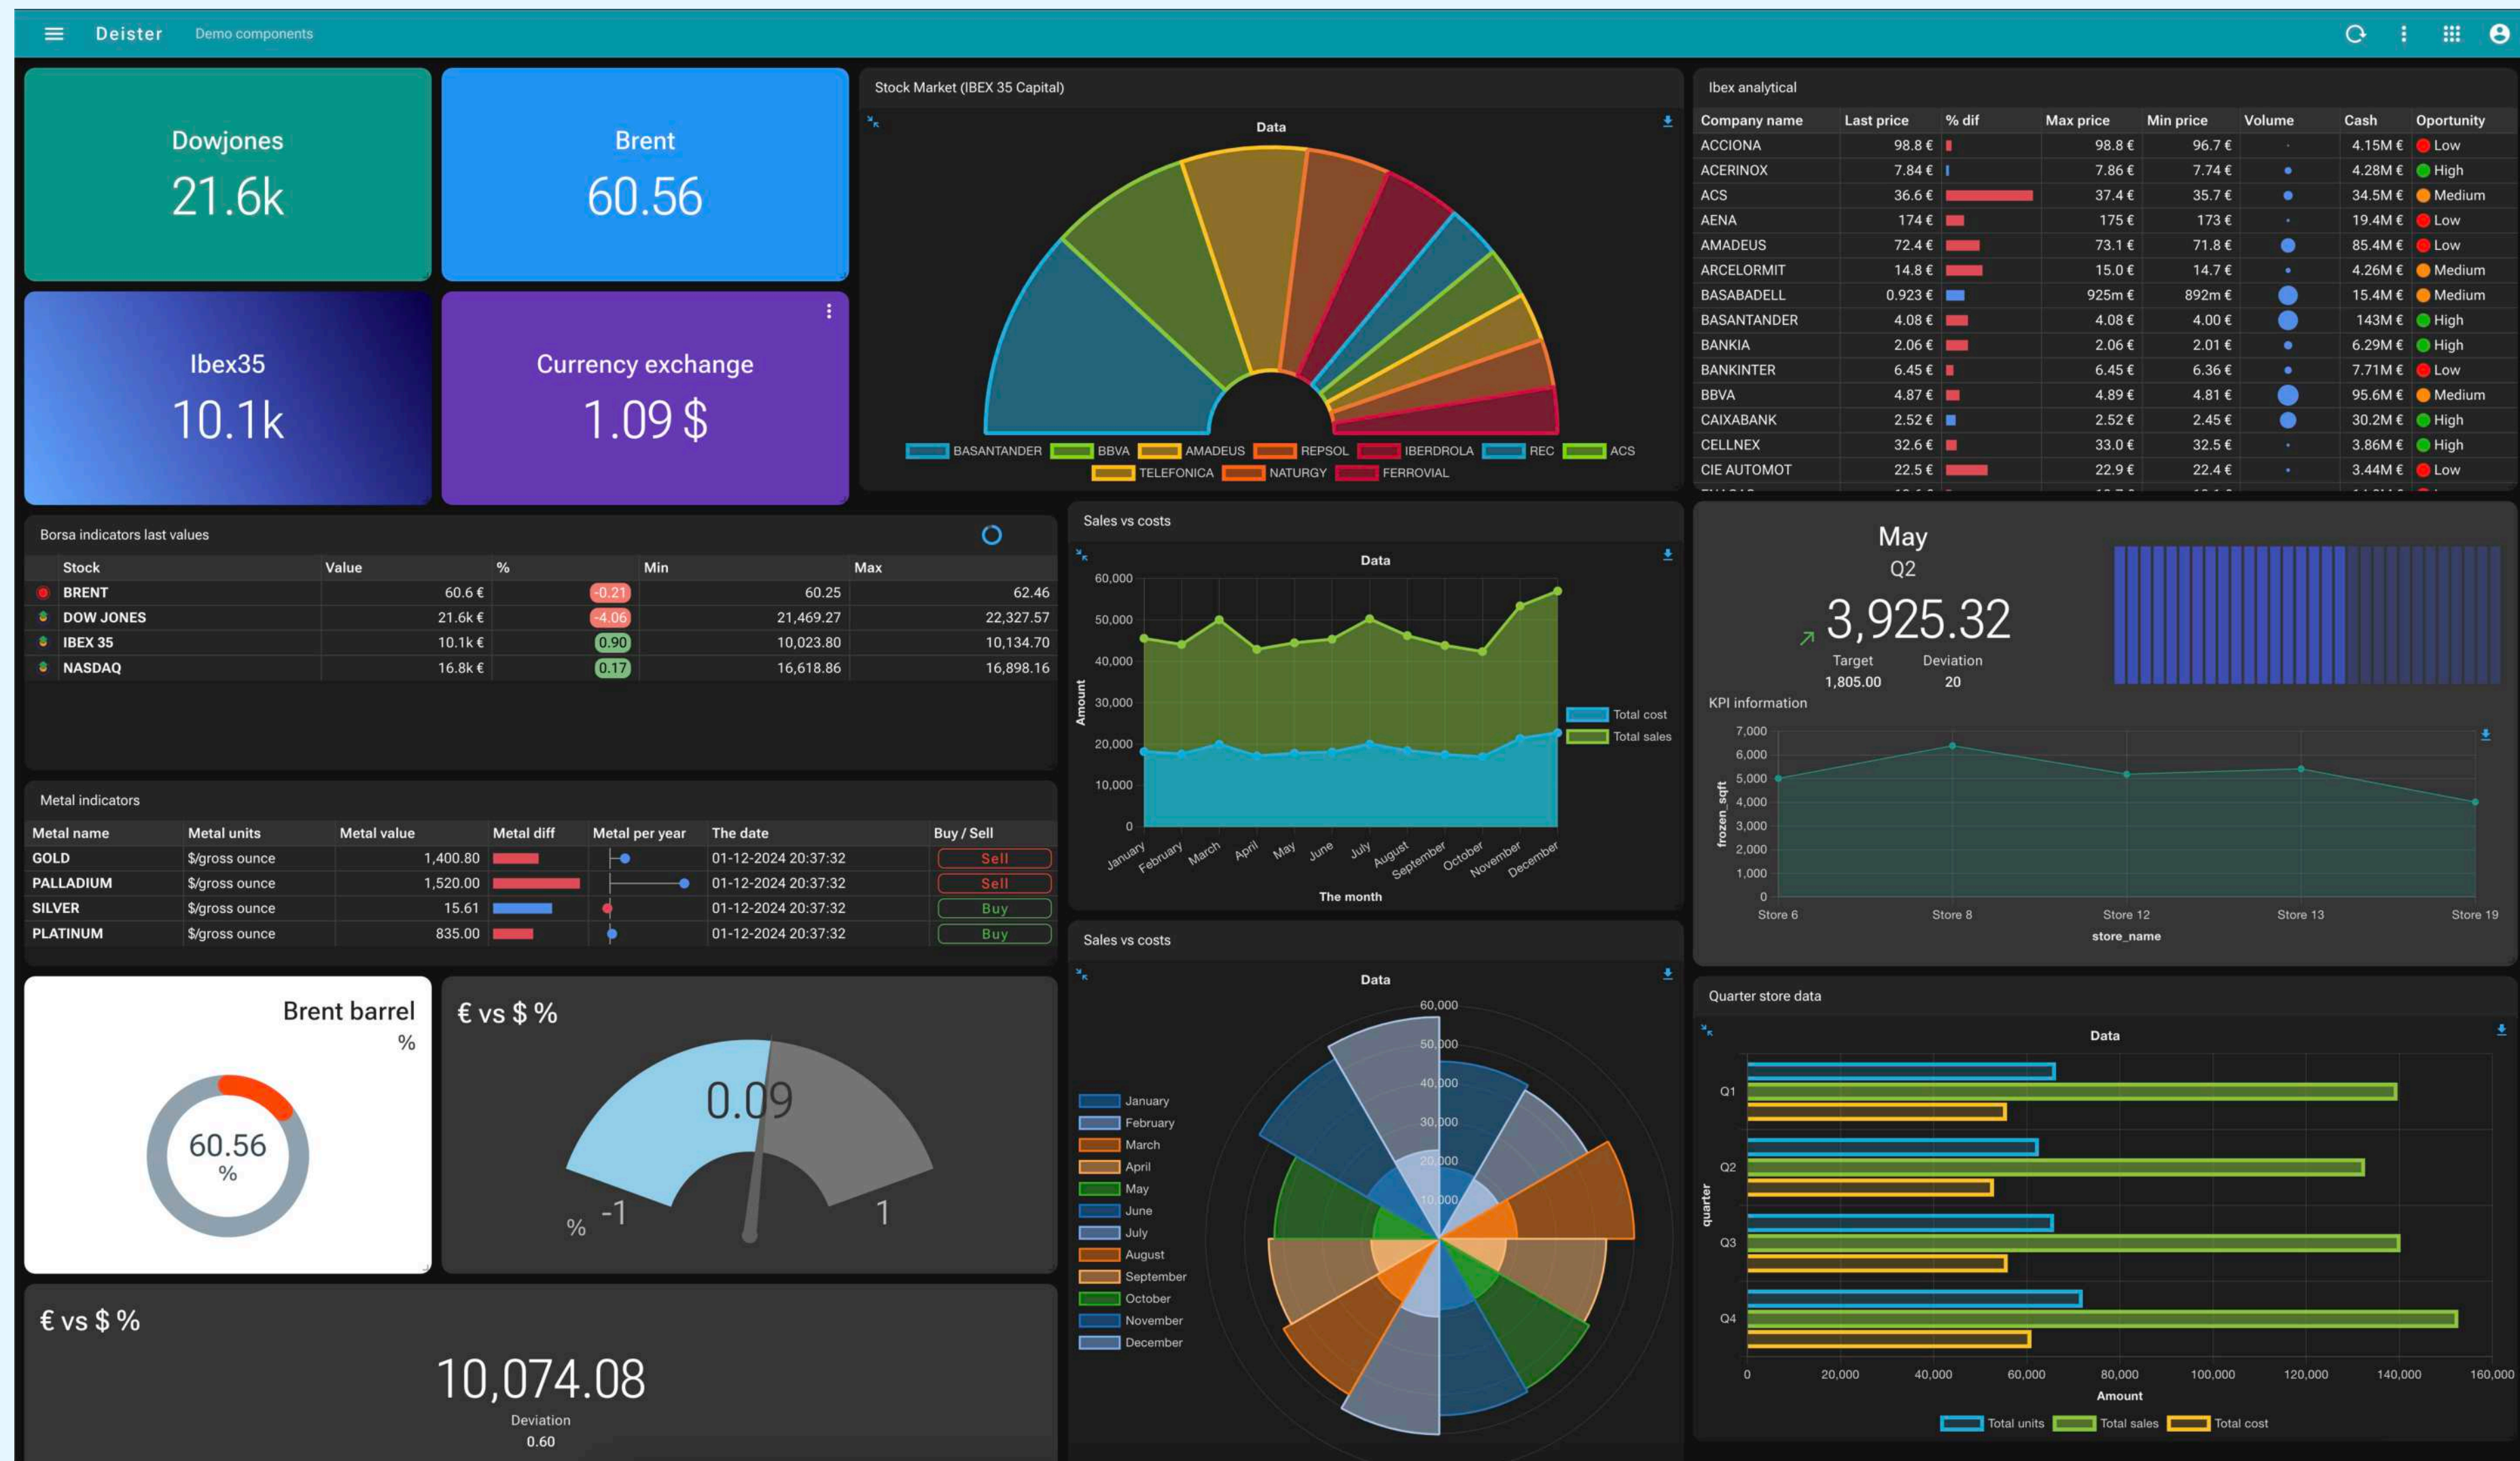 Deister Demo components
Dowjones
21.6k
Brent
60.56
Ibex35
10.1k
Currency exchange
1.09 $
Stock Market (IBEX 35 Capital)
Data
BASANTANDER BBVA AMADEUS REPSOL IBERDROLA REC ACS
TELEFONICA NATURGY FERROVIAL
Ibex analytical
Company name Last price % dif Max price Min price Volume Cash Oportunity
ACCIONA 98.8 € 98.8 € 96.7 € 4.15M € Low
ACERINOX 7.84 € 7.86 € 7.74 € 4.28M € High
ACS 36.6 € 37.4 € 35.7 € 34.5M € Medium
AENA 174 € 175 € 173 € 19.4M € Low
AMADEUS 72.4 € 73.1 € 71.8 € 85.4M € Low
ARCELORMIT 14.8 € 15.0 € 14.7 € 4.26M € Medium
BASABADELL 0.923 € 925m € 892m € 15.4M € Medium
BASANTANDER 4.08 € 4.08 € 4.00 € 143M € High
BANKIA 2.06 € 2.06 € 2.01 € 6.29M € High
BANKINTER 6.45 € 6.45 € 6.36 € 7.71M € Low
BBVA 4.87 € 4.89 € 4.81 € 95.6M € Medium
CAIXABANK 2.52 € 2.52 € 2.45 € 30.2M € High
CELLNEX 32.6 € 33.0 € 32.5 € 3.86M € High
CIE AUTOMOT 22.5 € 22.9 € 22.4 € 3.44M € Low
Borsa indicators last values
Stock Value % Min Max
BRENT 60.6 € -0.21 60.25 62.46
DOW JONES 21.6k € -4.06 21,469.27 22,327.57
IBEX 35 10.1k € 0.90 10,023.80 10,134.70
NASDAQ 16.8k € 0.17 16,618.86 16,898.16
Sales vs costs
Data
60,000
50,000
40,000
30,000
20,000
10,000
0
Amount
January February March April May June July August September October November December
The month
Total cost
Total sales
May
Q2
3,925.32
Target Deviation
1,805.00 20
KPI information
7,000
6,000
5,000
4,000
3,000
2,000
1,000
0
frozen_sqft
Store 6 Store 8 Store 12 Store 13 Store 19
store_name
Metal indicators
Metal name Metal units Metal value Metal diff Metal per year The date Buy / Sell
GOLD $/gross ounce 1,400.80 01-12-2024 20:37:32 Sell
PALLADIUM $/gross ounce 1,520.00 01-12-2024 20:37:32 Sell
SILVER $/gross ounce 15.61 01-12-2024 20:37:32 Buy
PLATINUM $/gross ounce 835.00 01-12-2024 20:37:32 Buy
Brent barrel
%
60.56
%
€ vs $ %
0.09
% -1 1
€ vs $ %
10,074.08
Deviation
0.60
Sales vs costs
Data
60,000
50,000
40,000
30,000
20,000
10,000
January
February
March
April
May
June
July
August
September
October
November
December
Quarter store data
Data
Q1
Q2
Q3
Q4
quarter
0 20,000 40,000 60,000 80,000 100,000 120,000 140,000 160,000
Amount
Total units Total sales Total cost